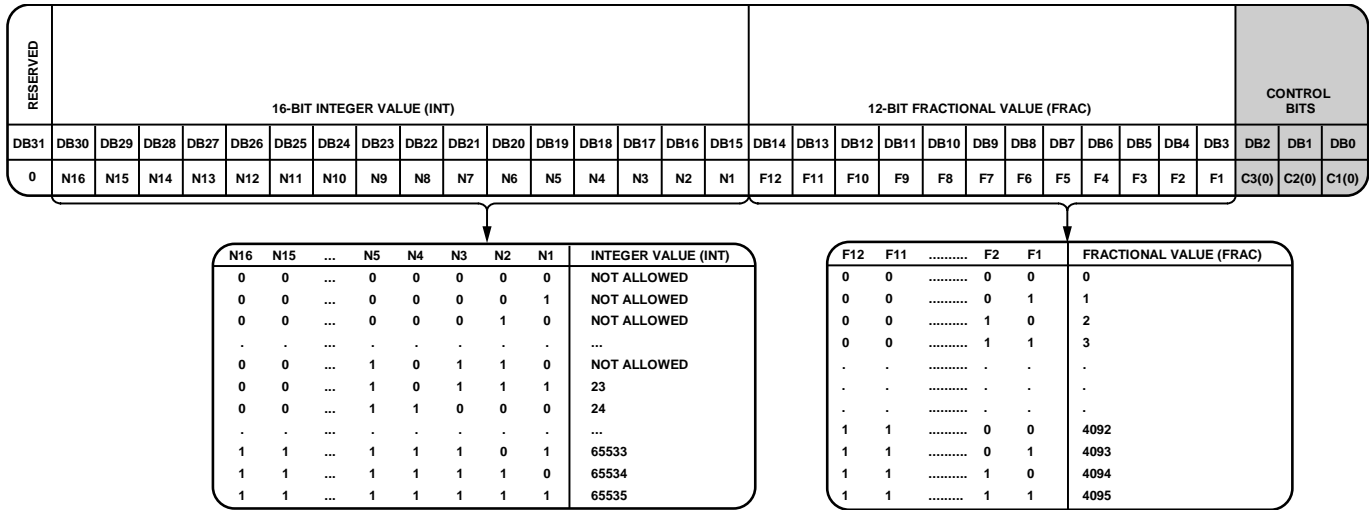 RESERVED
16-BIT INTEGER VALUE (INT)
12-BIT FRACTIONAL VALUE (FRAC)
CONTROL
BITS
DB31 DB30 DB29 DB28 DB27 DB26 DB25 DB24 DB23 DB22 DB21 DB20 DB19 DB18 DB17 DB16 DB15 DB14 DB13 DB12 DB11 DB10 DB9 DB8 DB7 DB6 DB5 DB4 DB3 DB2 DB1 DB0
0 N16 N15 N14 N13 N12 N11 N10 N9 N8 N7 N6 N5 N4 N3 N2 N1 F12 F11 F10 F9 F8 F7 F6 F5 F4 F3 F2 F1 C3(0) C2(0) C1(0)
N16 N15 ... N5 N4 N3 N2 N1 INTEGER VALUE (INT)
0 0 ... 0 0 0 0 0 NOT ALLOWED
0 0 ... 0 0 0 0 1 NOT ALLOWED
0 0 ... 0 0 0 1 0 NOT ALLOWED
. . ... . . . . . ...
0 0 ... 1 0 1 1 0 NOT ALLOWED
0 0 ... 1 0 1 1 1 23
0 0 ... 1 1 0 0 0 24
. . ... . . . . . ...
1 1 ... 1 1 1 0 1 65533
1 1 ... 1 1 1 1 0 65534
1 1 ... 1 1 1 1 1 65535
F12 F11 .......... F2 F1 FRACTIONAL VALUE (FRAC)
0 0 .......... 0 0 0
0 0 .......... 0 1 1
0 0 .......... 1 0 2
0 0 .......... 1 1 3
. . .......... . . .
. . .......... . . .
. . .......... . . .
1 1 .......... 0 0 4092
1 1 .......... 0 1 4093
1 1 .......... 1 0 4094
1 1 ......... 1 1 4095